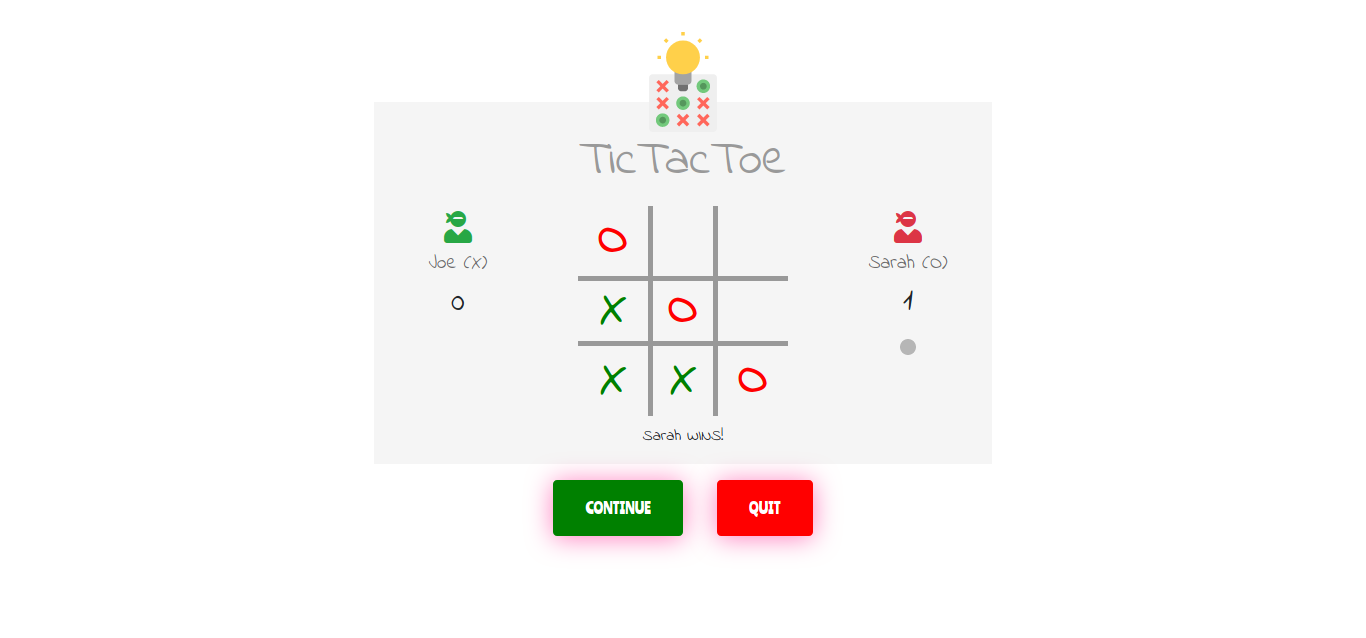 TicTacToe
Joe (X)
0
Sarah (O)
1
O
X O
X X O
Sarah WINS!
CONTINUE
QUIT